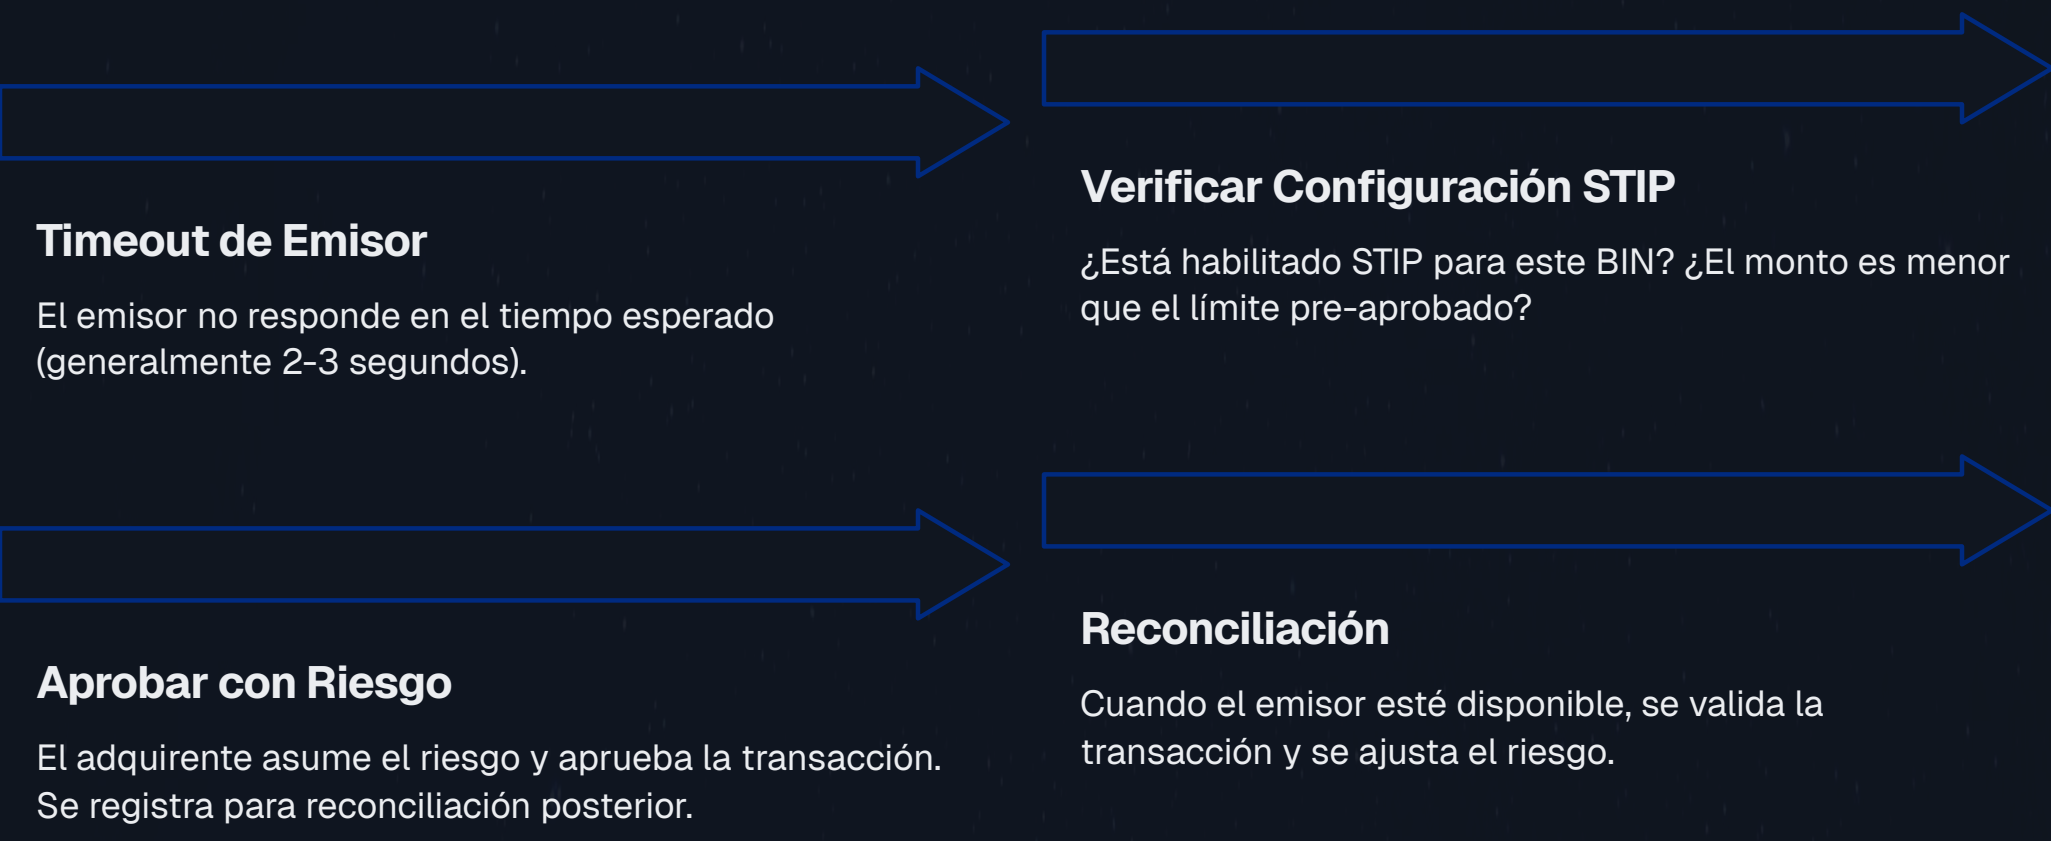 Timeout de Emisor
El emisor no responde en el tiempo esperado
(generalmente 2-3 segundos).
Verificar Configuración STIP
¿Está habilitado STIP para este BIN? ¿El monto es menor
que el límite pre-aprobado?
Aprobar con Riesgo
El adquirente asume el riesgo y aprueba la transacción.
Se registra para reconciliación posterior.
Reconciliación
Cuando el emisor esté disponible, se valida la
transacción y se ajusta el riesgo.